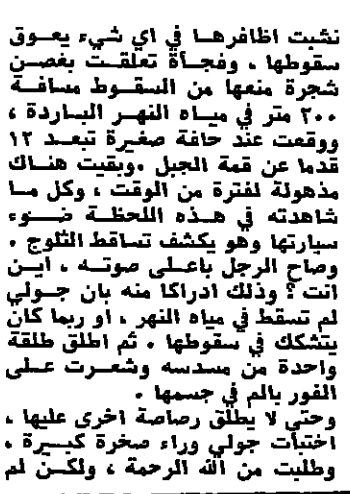 نشبت اظافرها في اي شيء يعوق
سقوطها ، وفجأة تعلقت بغصن
شجرة منعها من السقوط مسافة
٢٠٠ متر في مياه النهر الباردة ،
ووقعت عند حافة صغيرة تبعد ١٢
قدما عن قمة الجبل .وبقيت هناك
مذهولة لفترة من الوقت ، وكل ما
شاهدته في هذه اللحظة ضوء
سيارتها وهو يكشف تساقط الثلوج .
وصاح الرجل باعلى صوته ، اين
انت ؟ وذلك ادراكا منه بان جولي
لم تسقط في مياه النهر ، او ربما كان
يتشكك في سقوطها . ثم اطلق طلقة
واحدة من مسدسه وشعرت على
الفور بالم في جسمها .
وحتى لا يطلق رصاصة اخرى عليها ،
اختبأت جولي وراء صخرة كبيرة ،
وطلبت من الله الرحمة ، ولكن لم